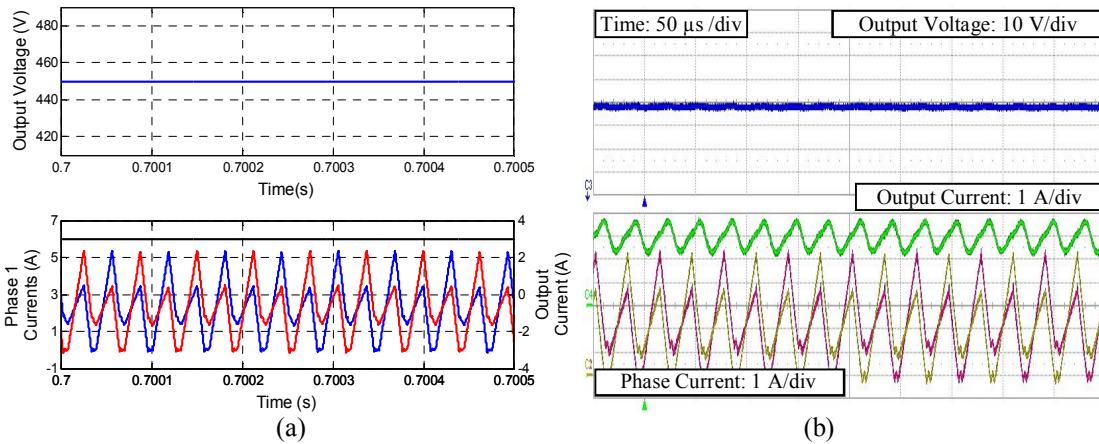 480
460
440
420
Output Voltage (V)
0.7 0.7001 0.7002 0.7003 0.7004 0.7005
Time(s)
7
5
3
1
-1
Phase 1
Currents (A)
4
2
0
-2
-4
Output
Current (A)
0.7 0.7001 0.7002 0.7003 0.7004 0.7005
Time (s)
(a)
Time: 50 µs /div
Output Voltage: 10 V/div
C3
Output Current: 1 A/div
C4
C2
Phase Current: 1 A/div
(b)